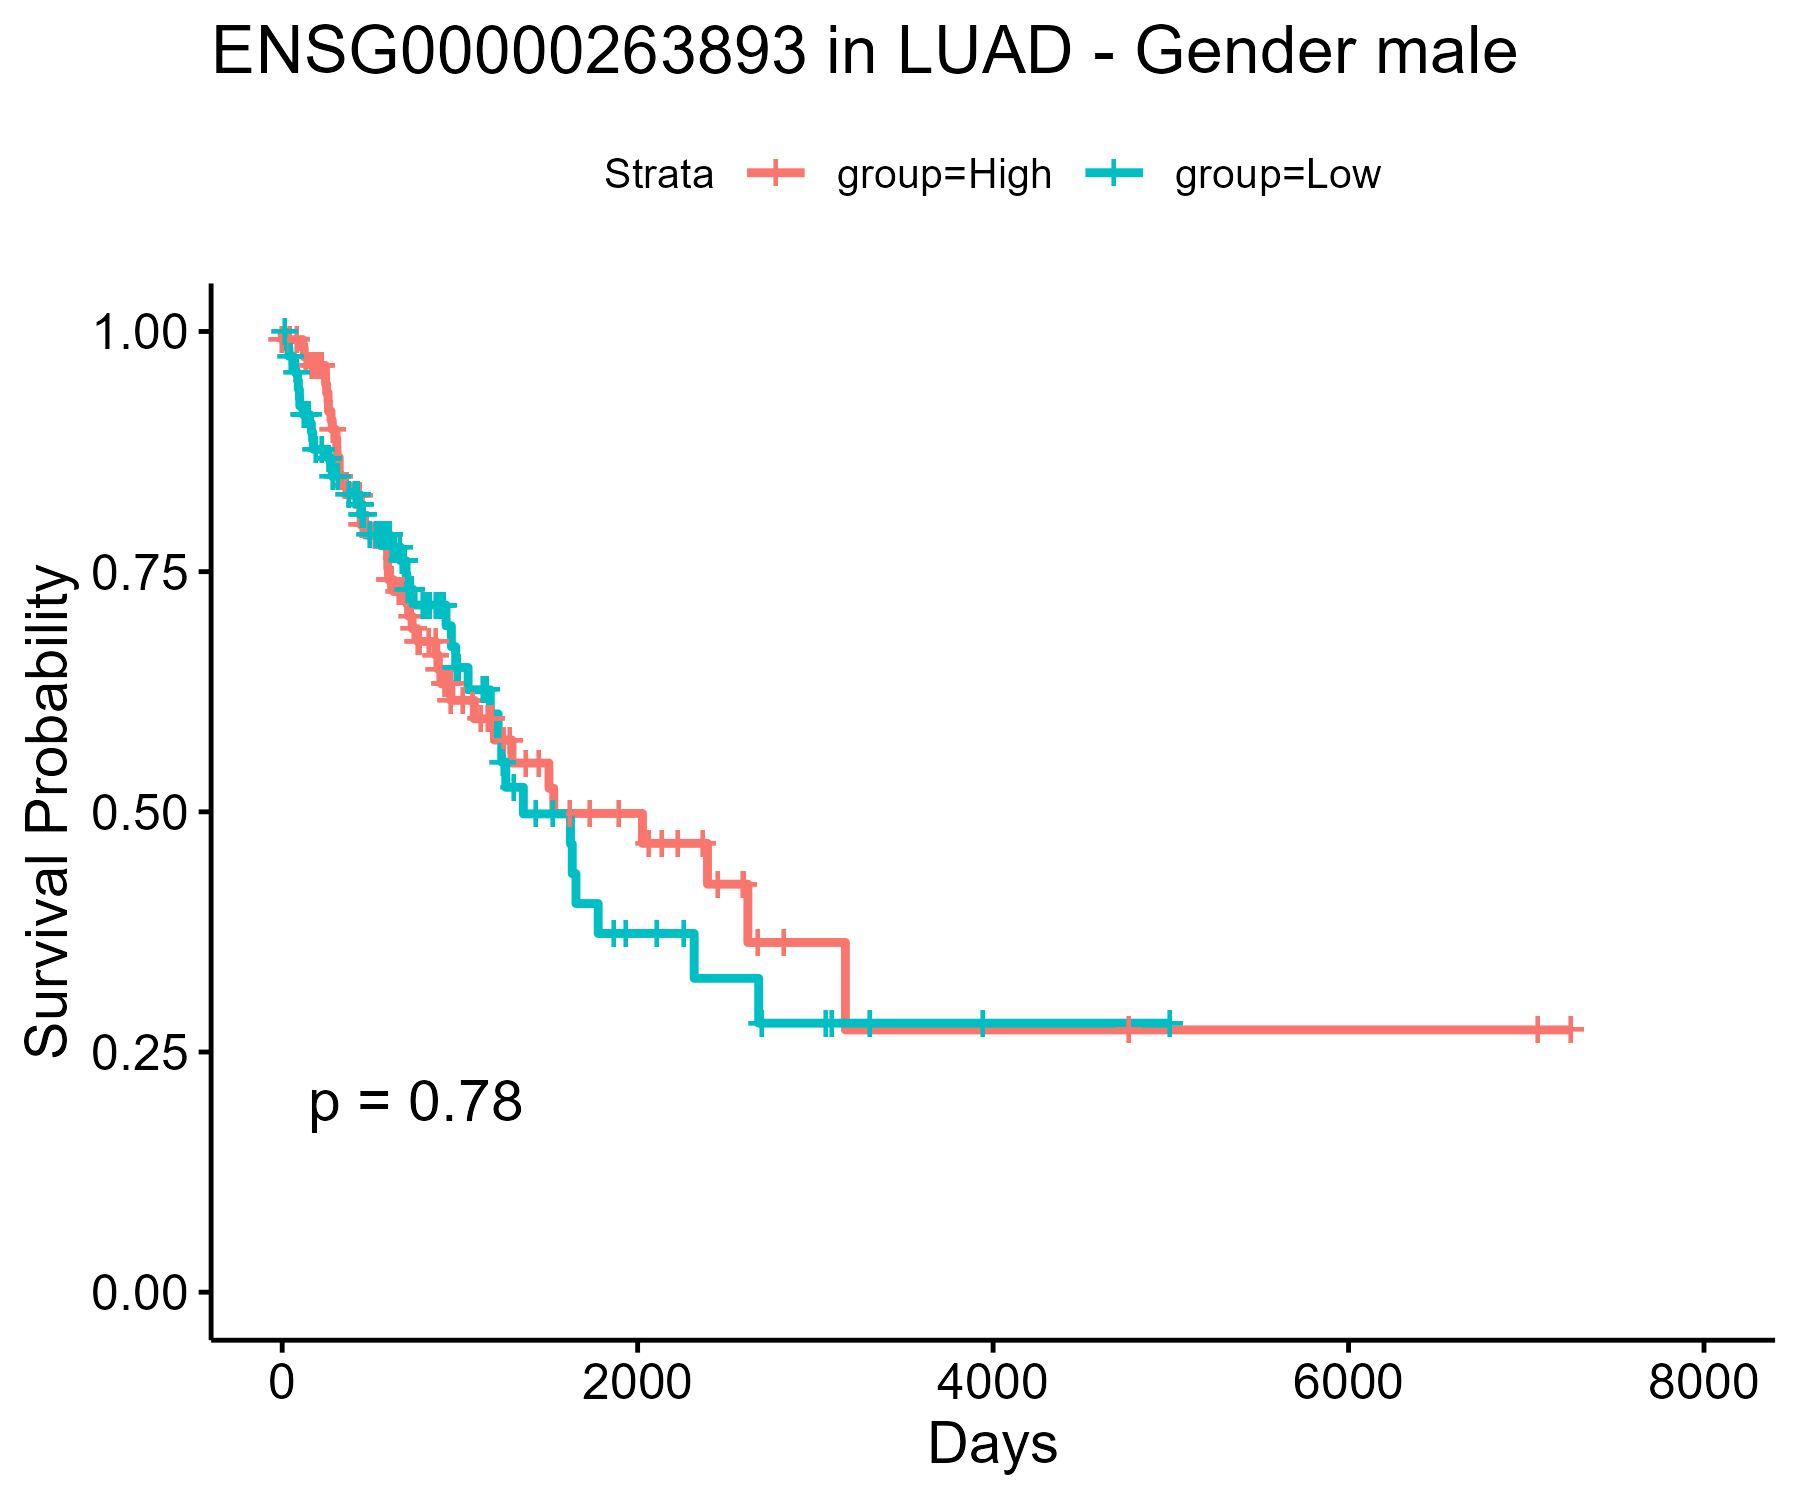 ENSG00000263893 in LUAD - Gender male
Strata group=High group=Low
Survival Probability
1.00
0.75
0.50
0.25
0.00
p = 0.78
0 2000 4000 6000 8000
Days